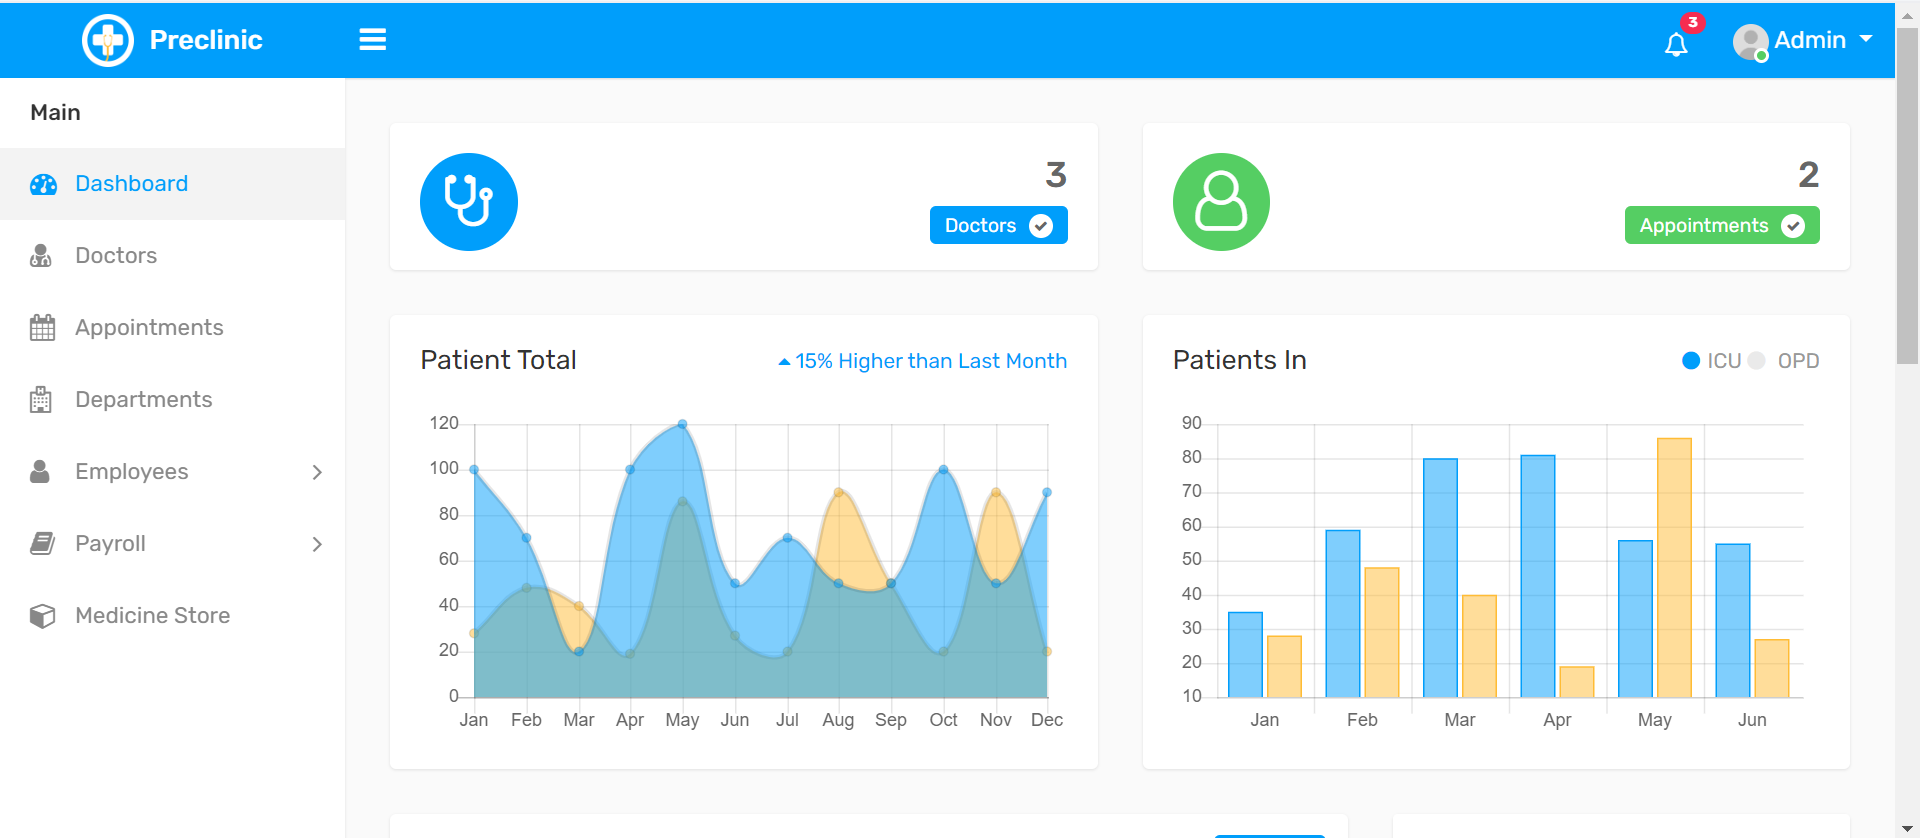 Preclinic
3
Admin
Main
Dashboard
Doctors
Appointments
Departments
Employees
Payroll
Medicine Store
3
Doctors
2
Appointments
Patient Total
15% Higher than Last Month
120
100
80
60
40
20
0
Jan Feb Mar Apr May Jun Jul Aug Sep Oct Nov Dec
Patients In
ICU OPD
90
80
70
60
50
40
30
20
10
Jan Feb Mar Apr May Jun